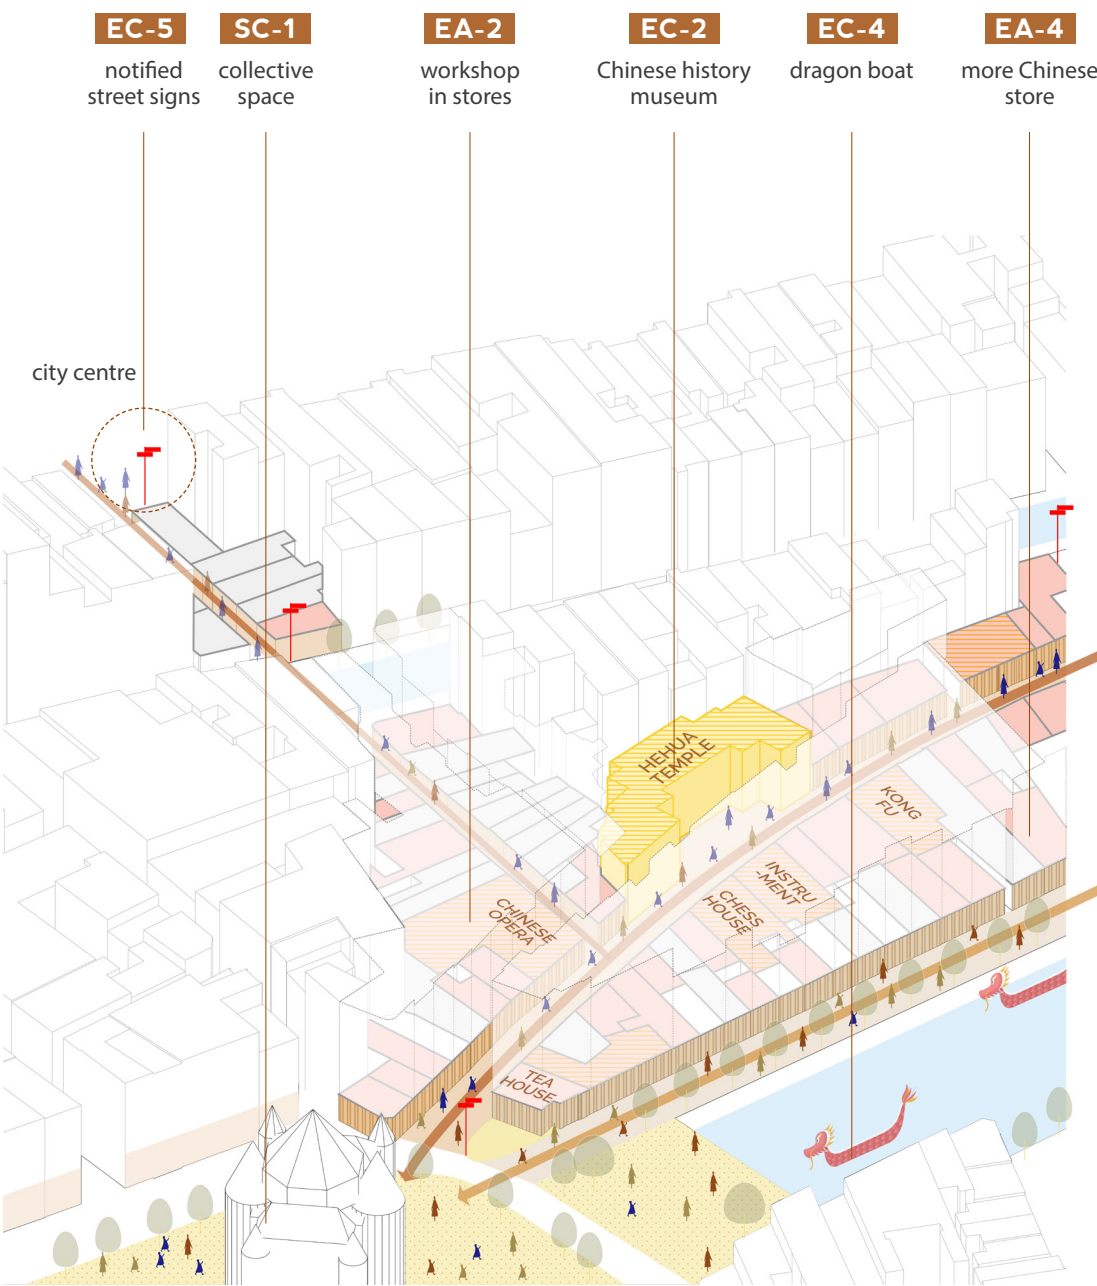 EC-5
SC-1
EA-2
EC-2
EC-4
EA-4
notified
street signs
collective
space
workshop
in stores
Chinese history
museum
dragon boat
more Chinese
store
city centre
HEHUA
TEMPLE
KONG
FU
INSTRU
-MENT
CHESS
HOUSE
CHINESE
OPERA
TEA
HOUSE